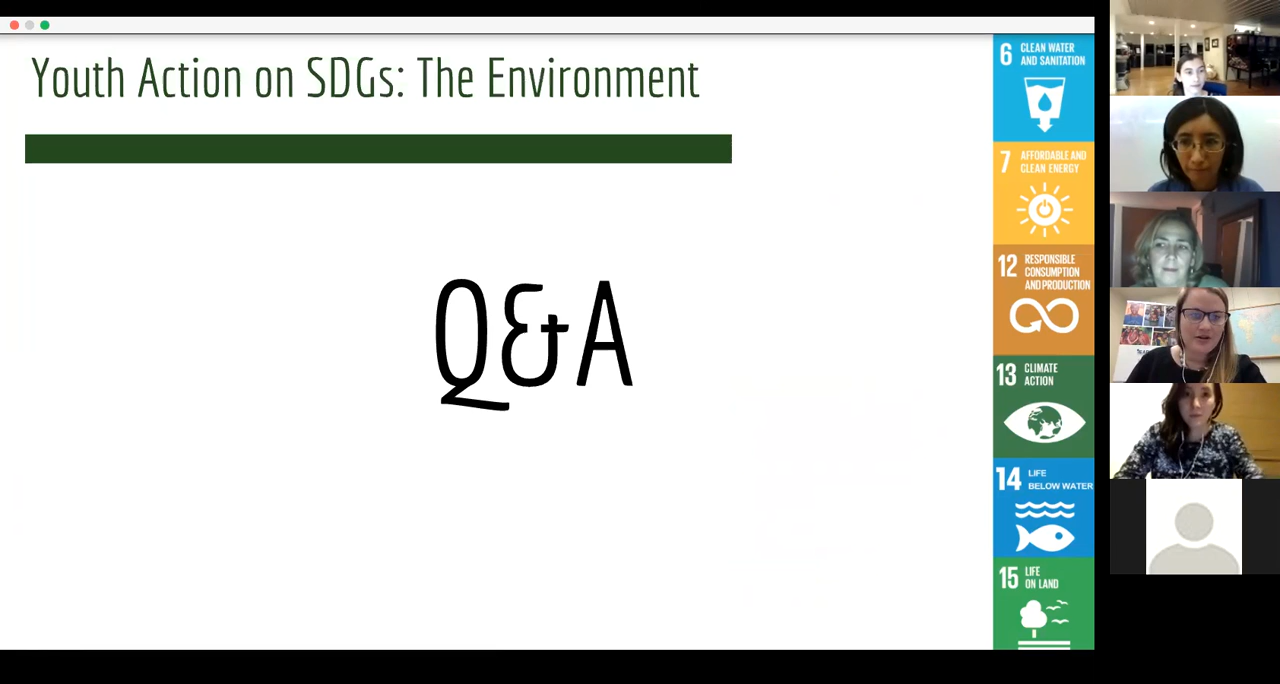 Youth Action on SDGs: The Environment
Q&A
6 CLEAN WATER
AND SANITATION
7 AFFORDABLE AND
CLEAN ENERGY
12 RESPONSIBLE
CONSUMPTION
AND PRODUCTION
13 CLIMATE
ACTION
14 LIFE
BELOW WATER
15 LIFE
ON LAND